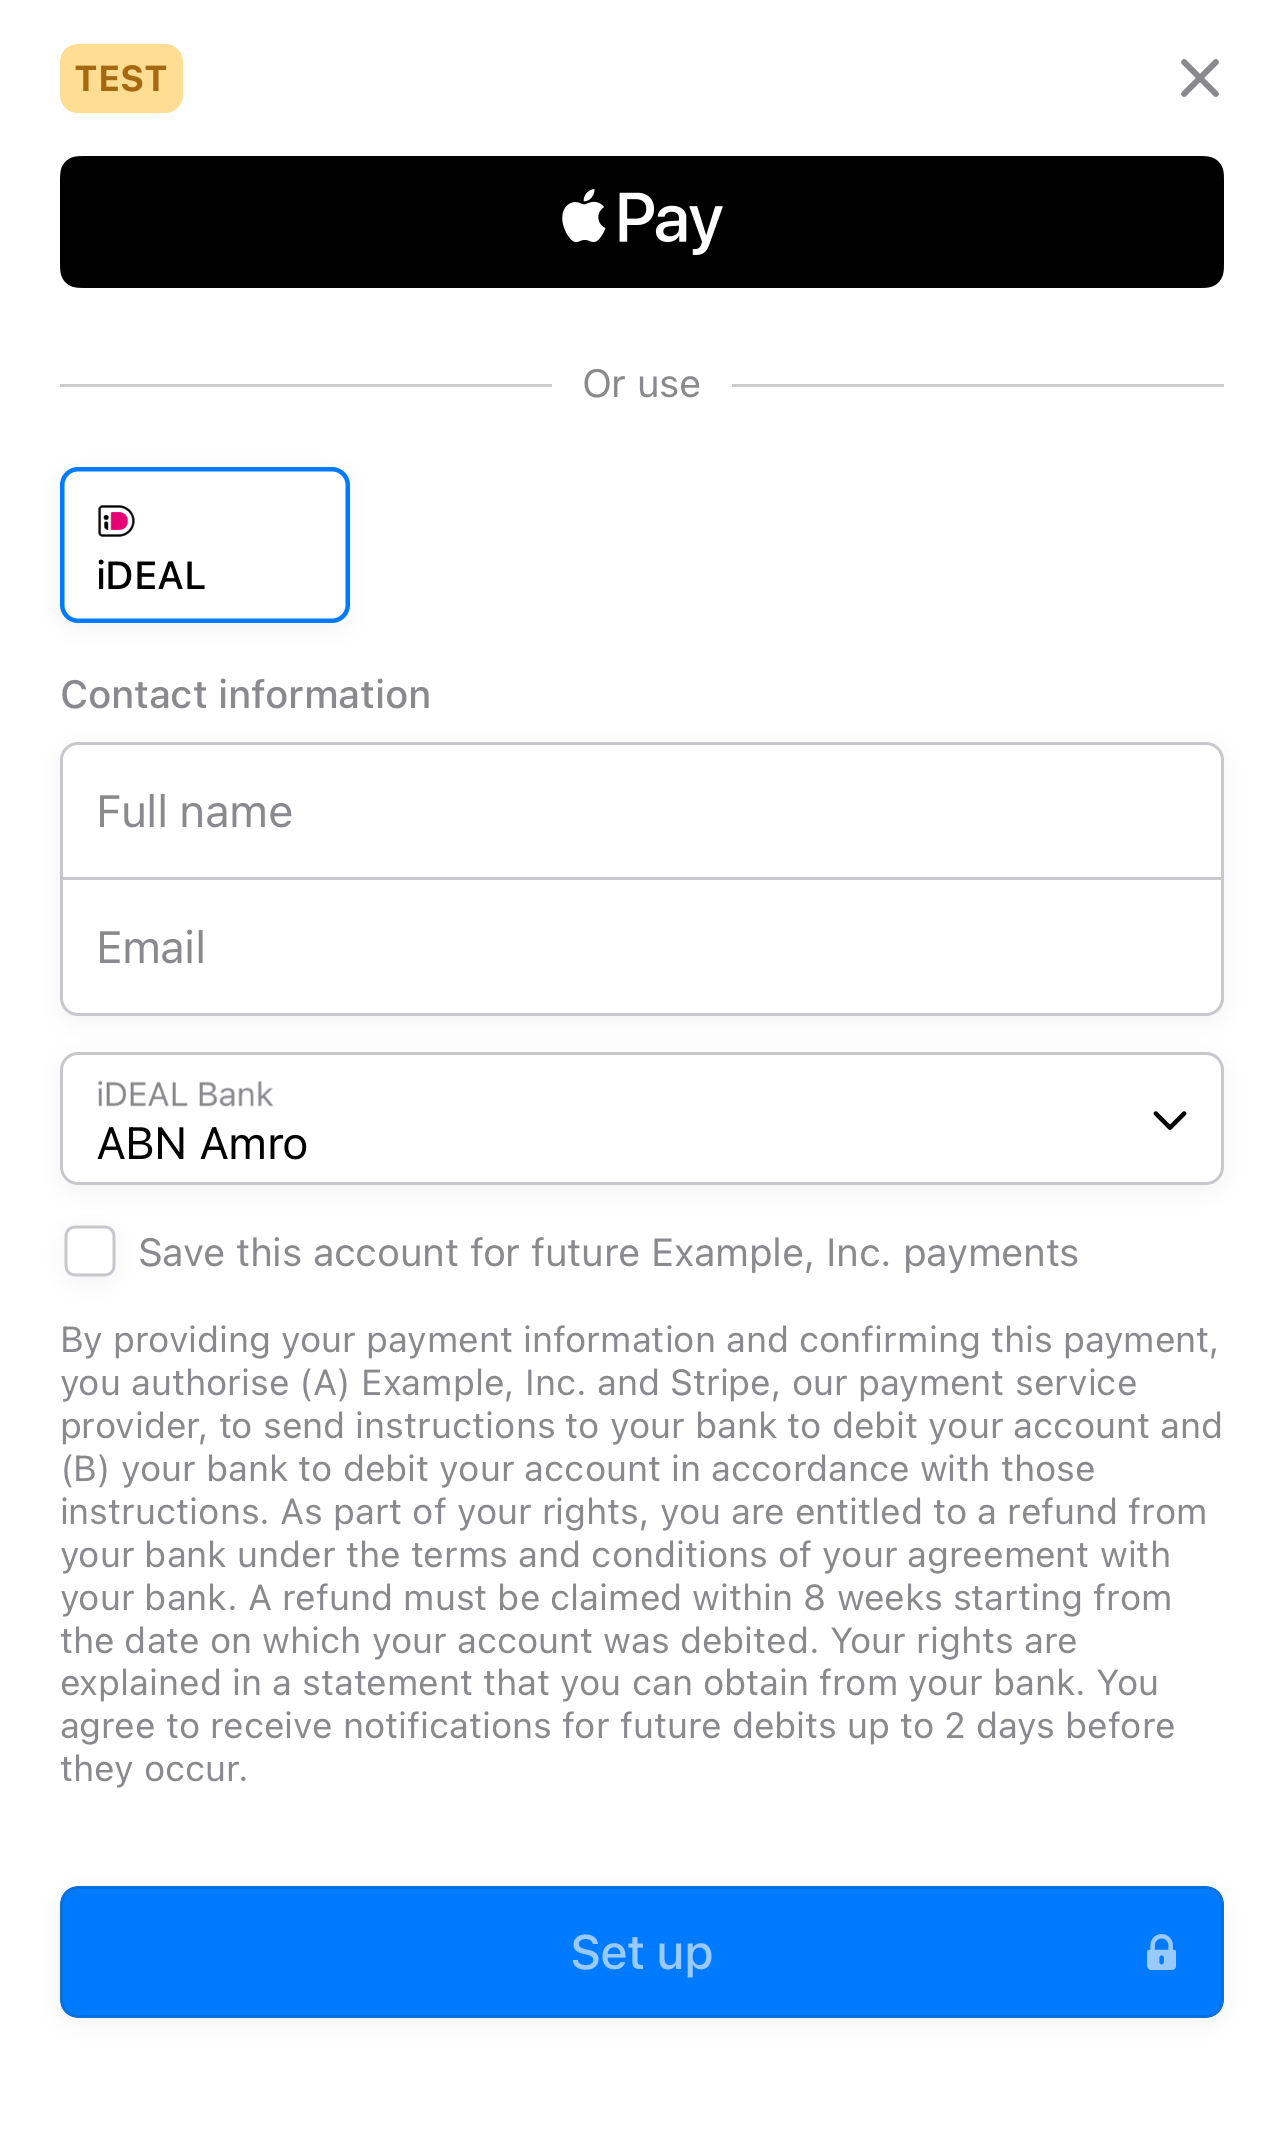 TEST
Pay
Or use
iD
iDEAL
Contact information
Full name
Email
iDEAL Bank
ABN Amro
Save this account for future Example, Inc. payments
By providing your payment information and confirming this payment,
you authorise (A) Example, Inc. and Stripe, our payment service
provider, to send instructions to your bank to debit your account and
(B) your bank to debit your account in accordance with those
instructions. As part of your rights, you are entitled to a refund from
your bank under the terms and conditions of your agreement with
your bank. A refund must be claimed within 8 weeks starting from
the date on which your account was debited. Your rights are
explained in a statement that you can obtain from your bank. You
agree to receive notifications for future debits up to 2 days before
they occur.
Set up